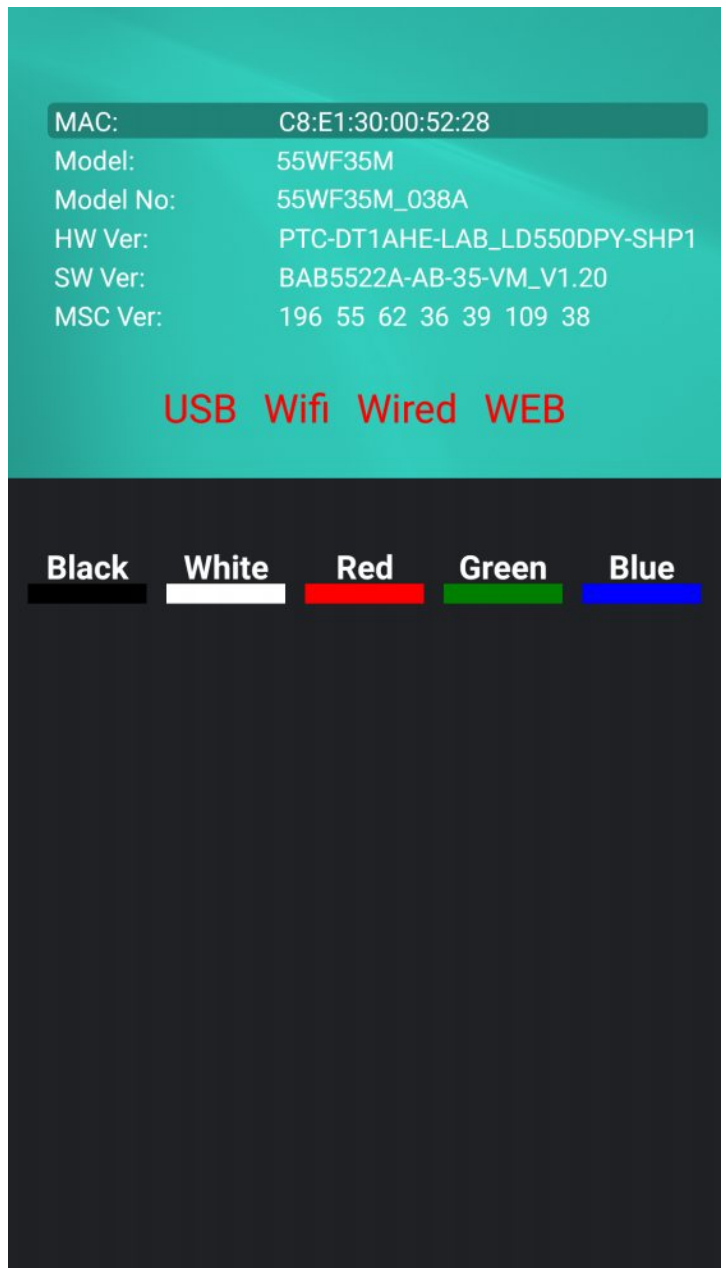 MAC: C8:E1:30:00:52:28
Model: 55WF35M
Model No: 55WF35M_038A
HW Ver: PTC-DT1AHE-LAB_LD550DPY-SHP1
SW Ver: BAB5522A-AB-35-VM_V1.20
MSC Ver: 196 55 62 36 39 109 38
USB Wifi Wired WEB
Black White Red Green Blue